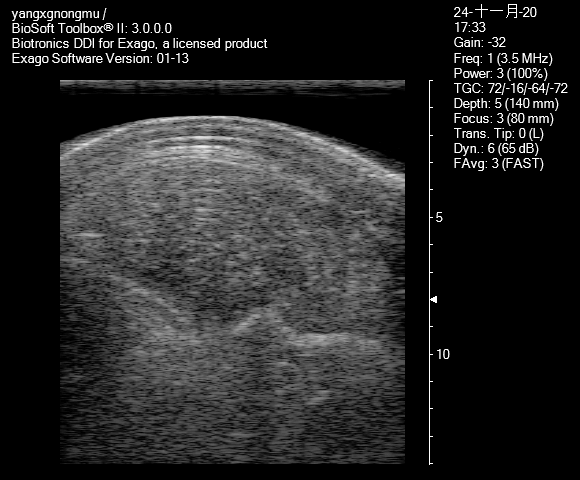 yangxgnongmu /
BioSoft Toolbox® II: 3.0.0.0
Biotronics DDI for Exago, a licensed product
Exago Software Version: 01-13
24-十一月-20
17:33
Gain: -32
Freq: 1 (3.5 MHz)
Power: 3 (100%)
TGC: 72/-16/-64/-72
Depth: 5 (140 mm)
Focus: 3 (80 mm)
Trans. Tip: 0 (L)
Dyn.: 6 (65 dB)
FAvg: 3 (FAST)
5
10